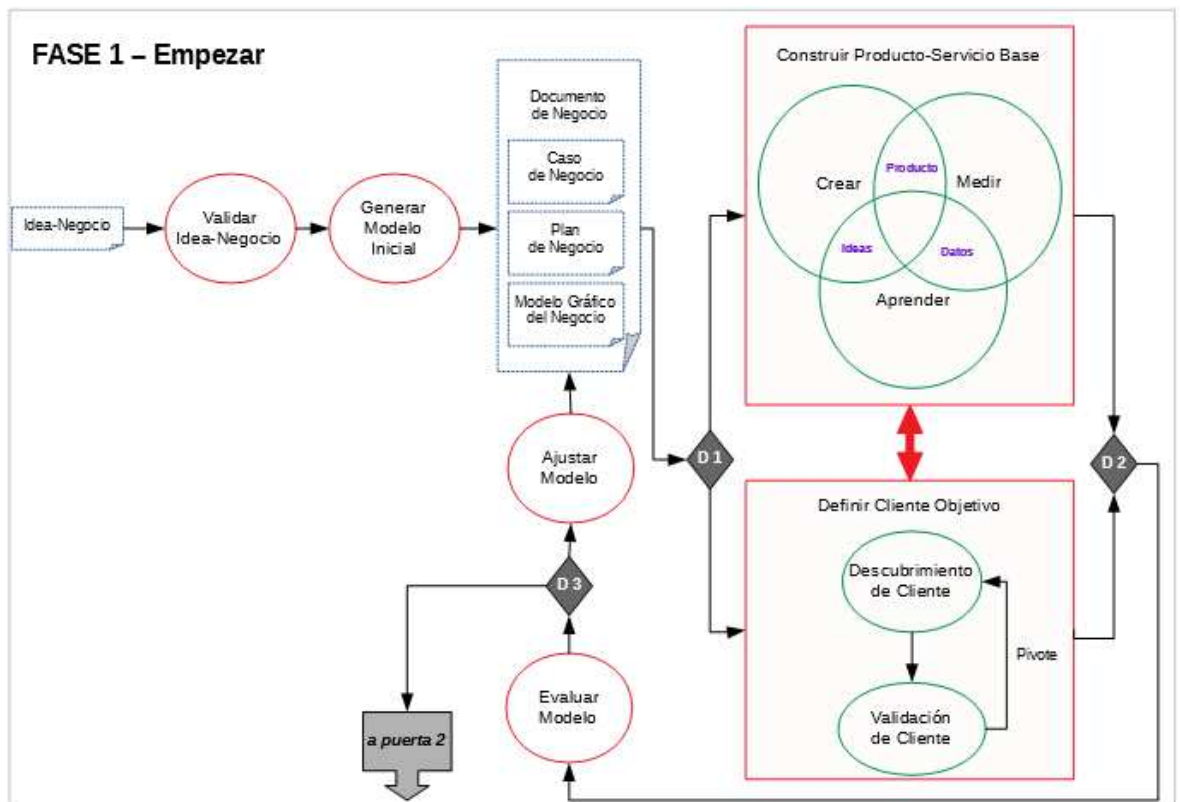 FASE 1 – Empezar
Idea-Negocio
Validar
Idea-Negocio
Generar
Modelo
Inicial
Documento
de Negocio
Caso
de Negocio
Plan
de Negocio
Modelo Gráfico
del Negocio
Ajustar
Modelo
D 3
Evaluar
Modelo
a puerta 2
D 1
Construir Producto-Servicio Base
Crear
Producto
Medir
Ideas
Datos
Aprender
Definir Cliente Objetivo
Descubrimiento
de Cliente
Pivote
Validación
de Cliente
D 2